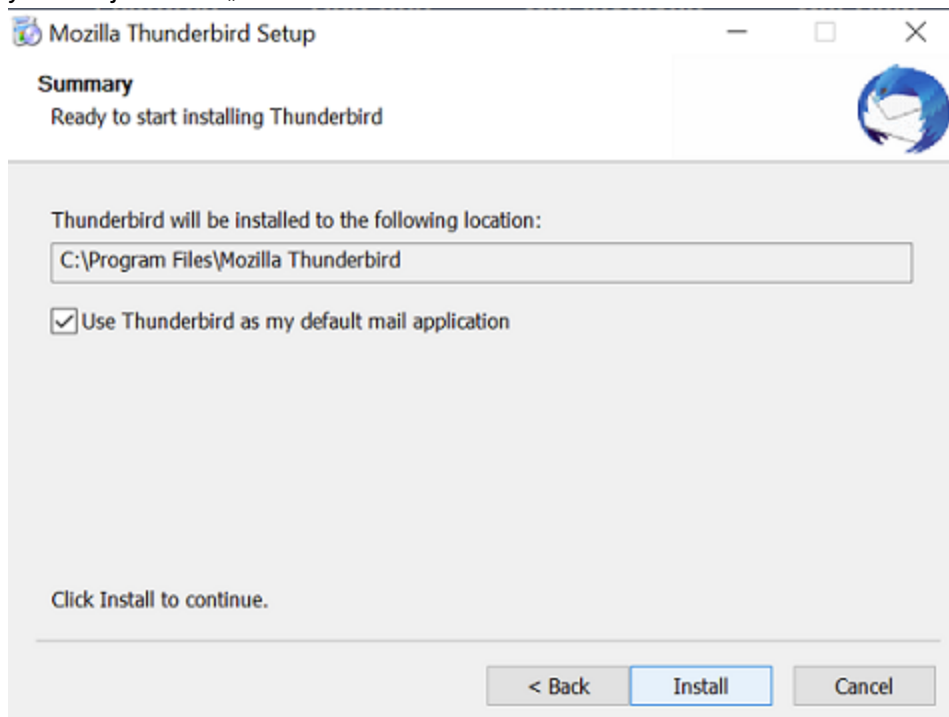 Mozilla Thunderbird Setup
Summary
Ready to start installing Thunderbird
Thunderbird will be installed to the following location:
C:\Program Files\Mozilla Thunderbird
Use Thunderbird as my default mail application
Click Install to continue.
< Back Install Cancel